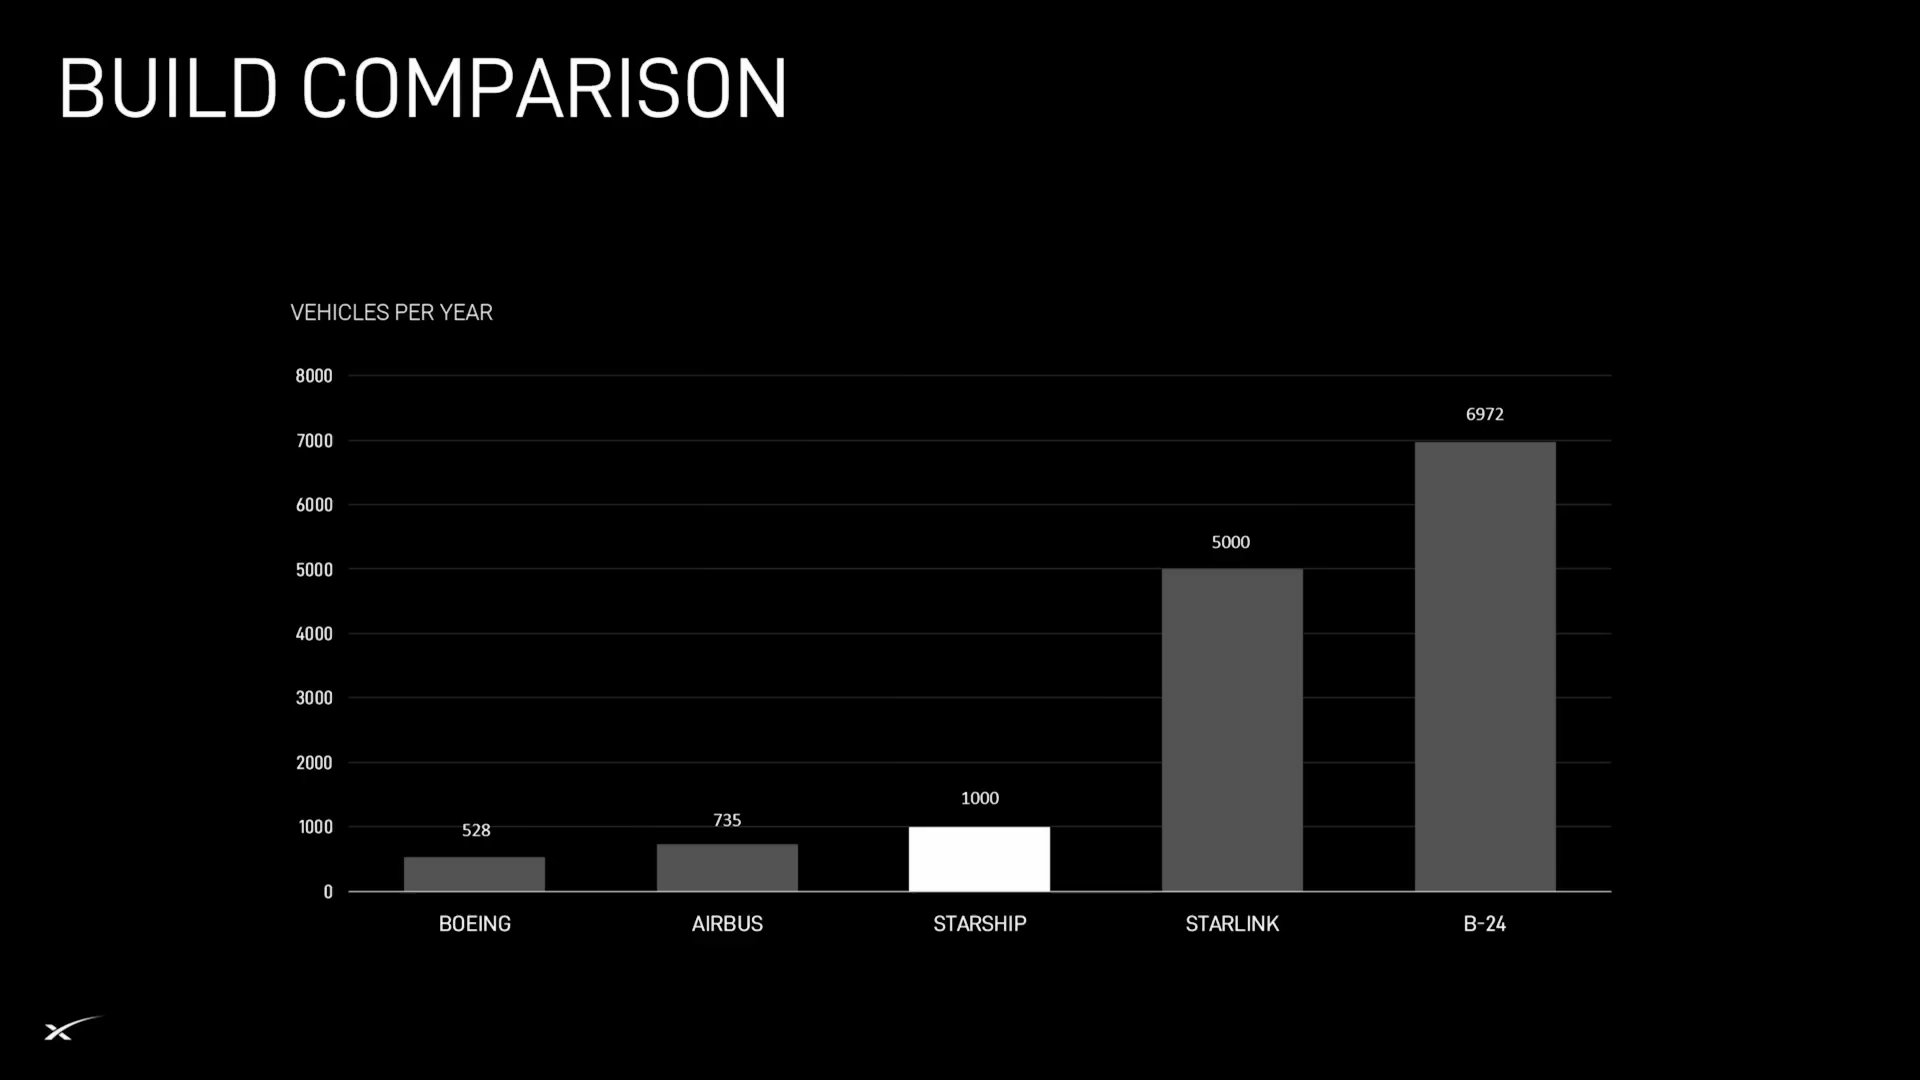 BUILD COMPARISON
VEHICLES PER YEAR
8000
7000
6000
5000
4000
3000
2000
1000
0
528
735
1000
5000
6972
BOEING
AIRBUS
STARSHIP
STARLINK
B-24